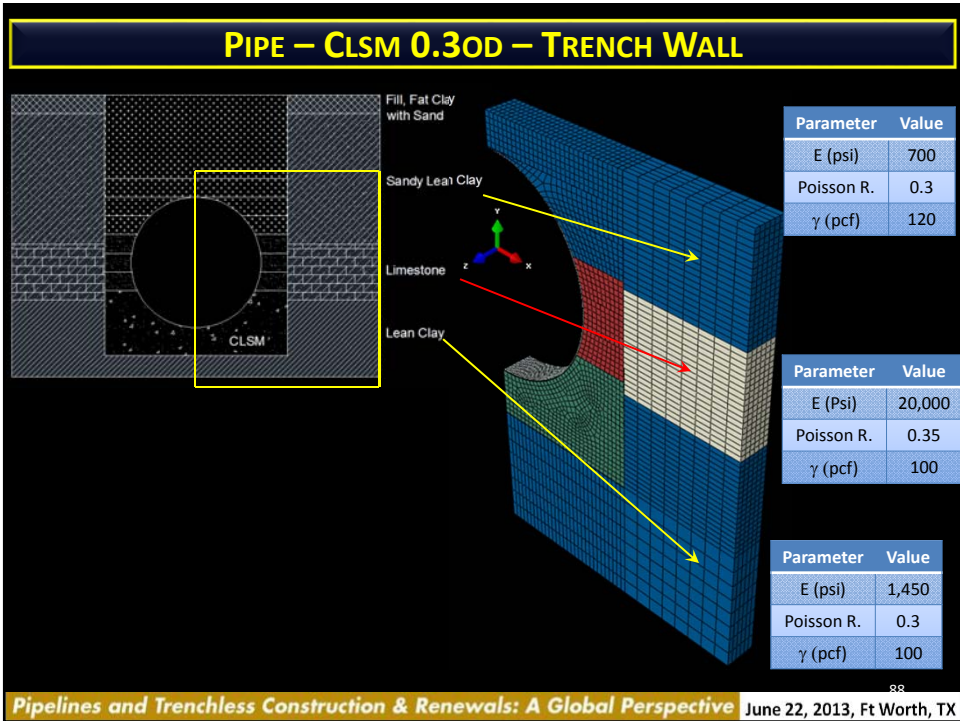 PIPE – CLSM 0.3OD – TRENCH WALL
Fill, Fat Clay
with Sand
Sandy Lean Clay
Limestone
Lean Clay
CLSM
Y
Z
X
Parameter Value
E (psi) 700
Poisson R. 0.3
γ (pcf) 120
Parameter Value
E (Psi) 20,000
Poisson R. 0.35
γ (pcf) 100
Parameter Value
E (psi) 1,450
Poisson R. 0.3
γ (pcf) 100
88
Pipelines and Trenchless Construction & Renewals: A Global Perspective June 22, 2013, Ft Worth, TX